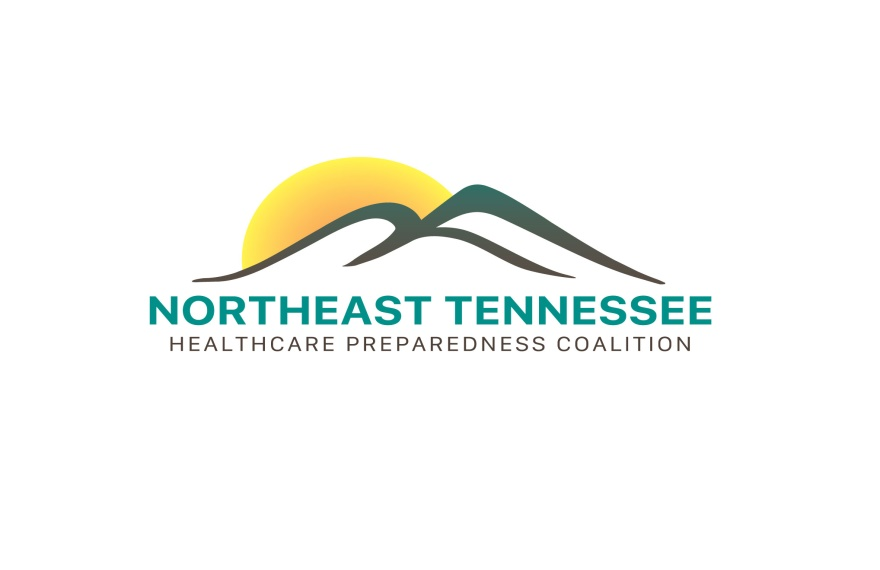 NORTHEAST TENNESSEE
HEALTHCARE PREPAREDNESS COALITION